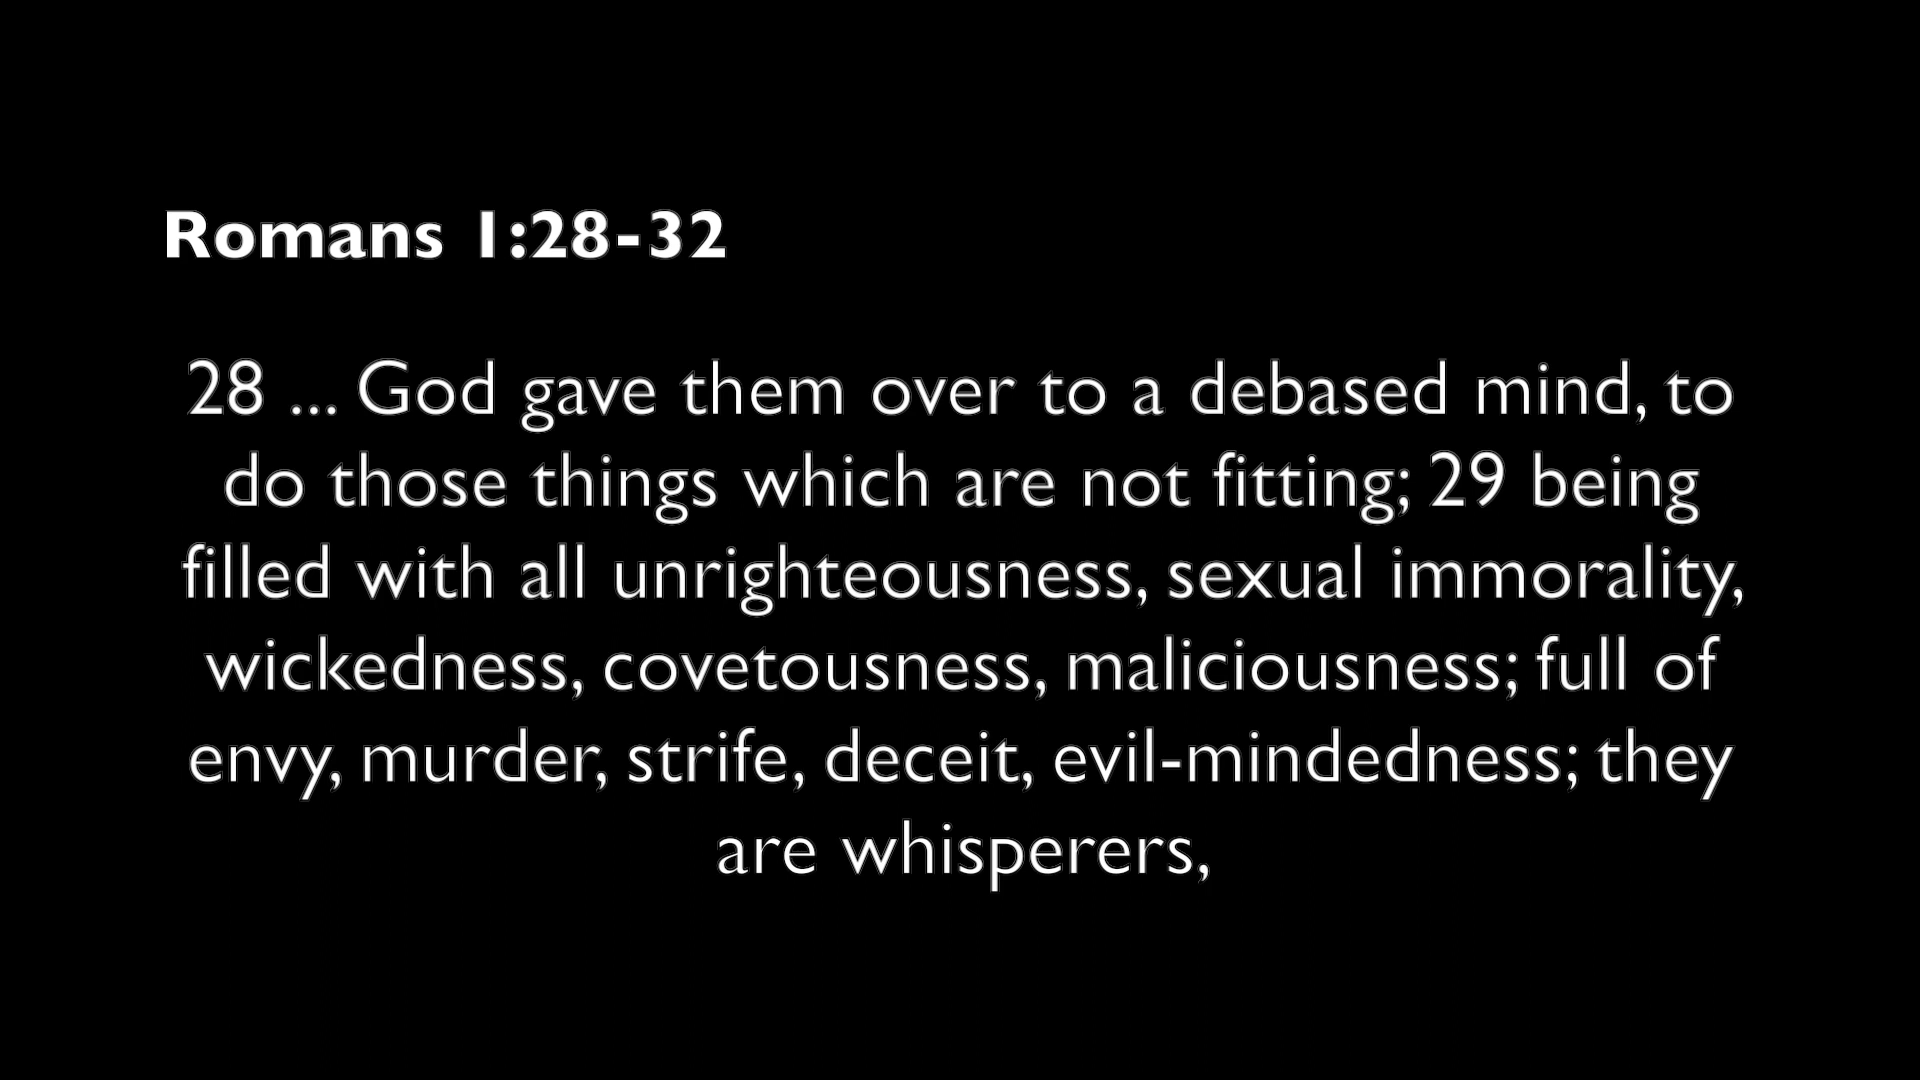 Romans 1:28-32
28 ... God gave them over to a debased mind, to
do those things which are not fitting; 29 being
filled with all unrighteousness, sexual immorality,
wickedness, covetousness, maliciousness; full of
envy, murder, strife, deceit, evil-mindedness; they
are whisperers,